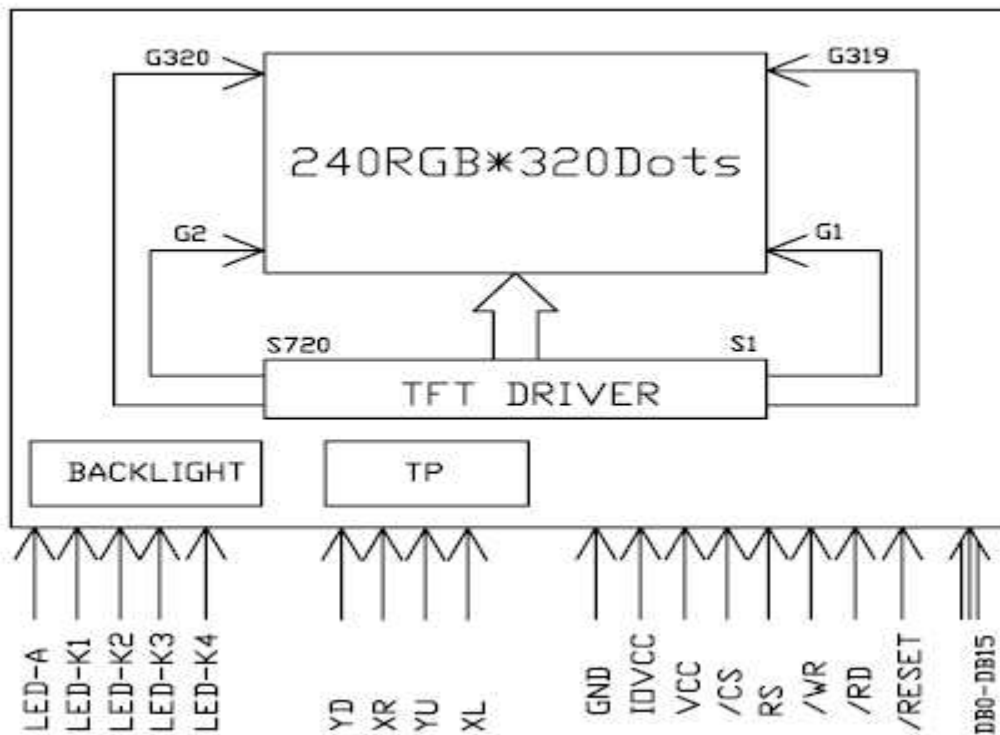 G320 G319
240RGB*320Dots
G2 G1
S720 S1
TFT DRIVER
BACKLIGHT TP
LED-A
LED-K1
LED-K2
LED-K3
LED-K4
YD
XR
YU
XL
GND
IOVCC
VCC
/CS
RS
/WR
/RD
/RESET
DB0-DB15